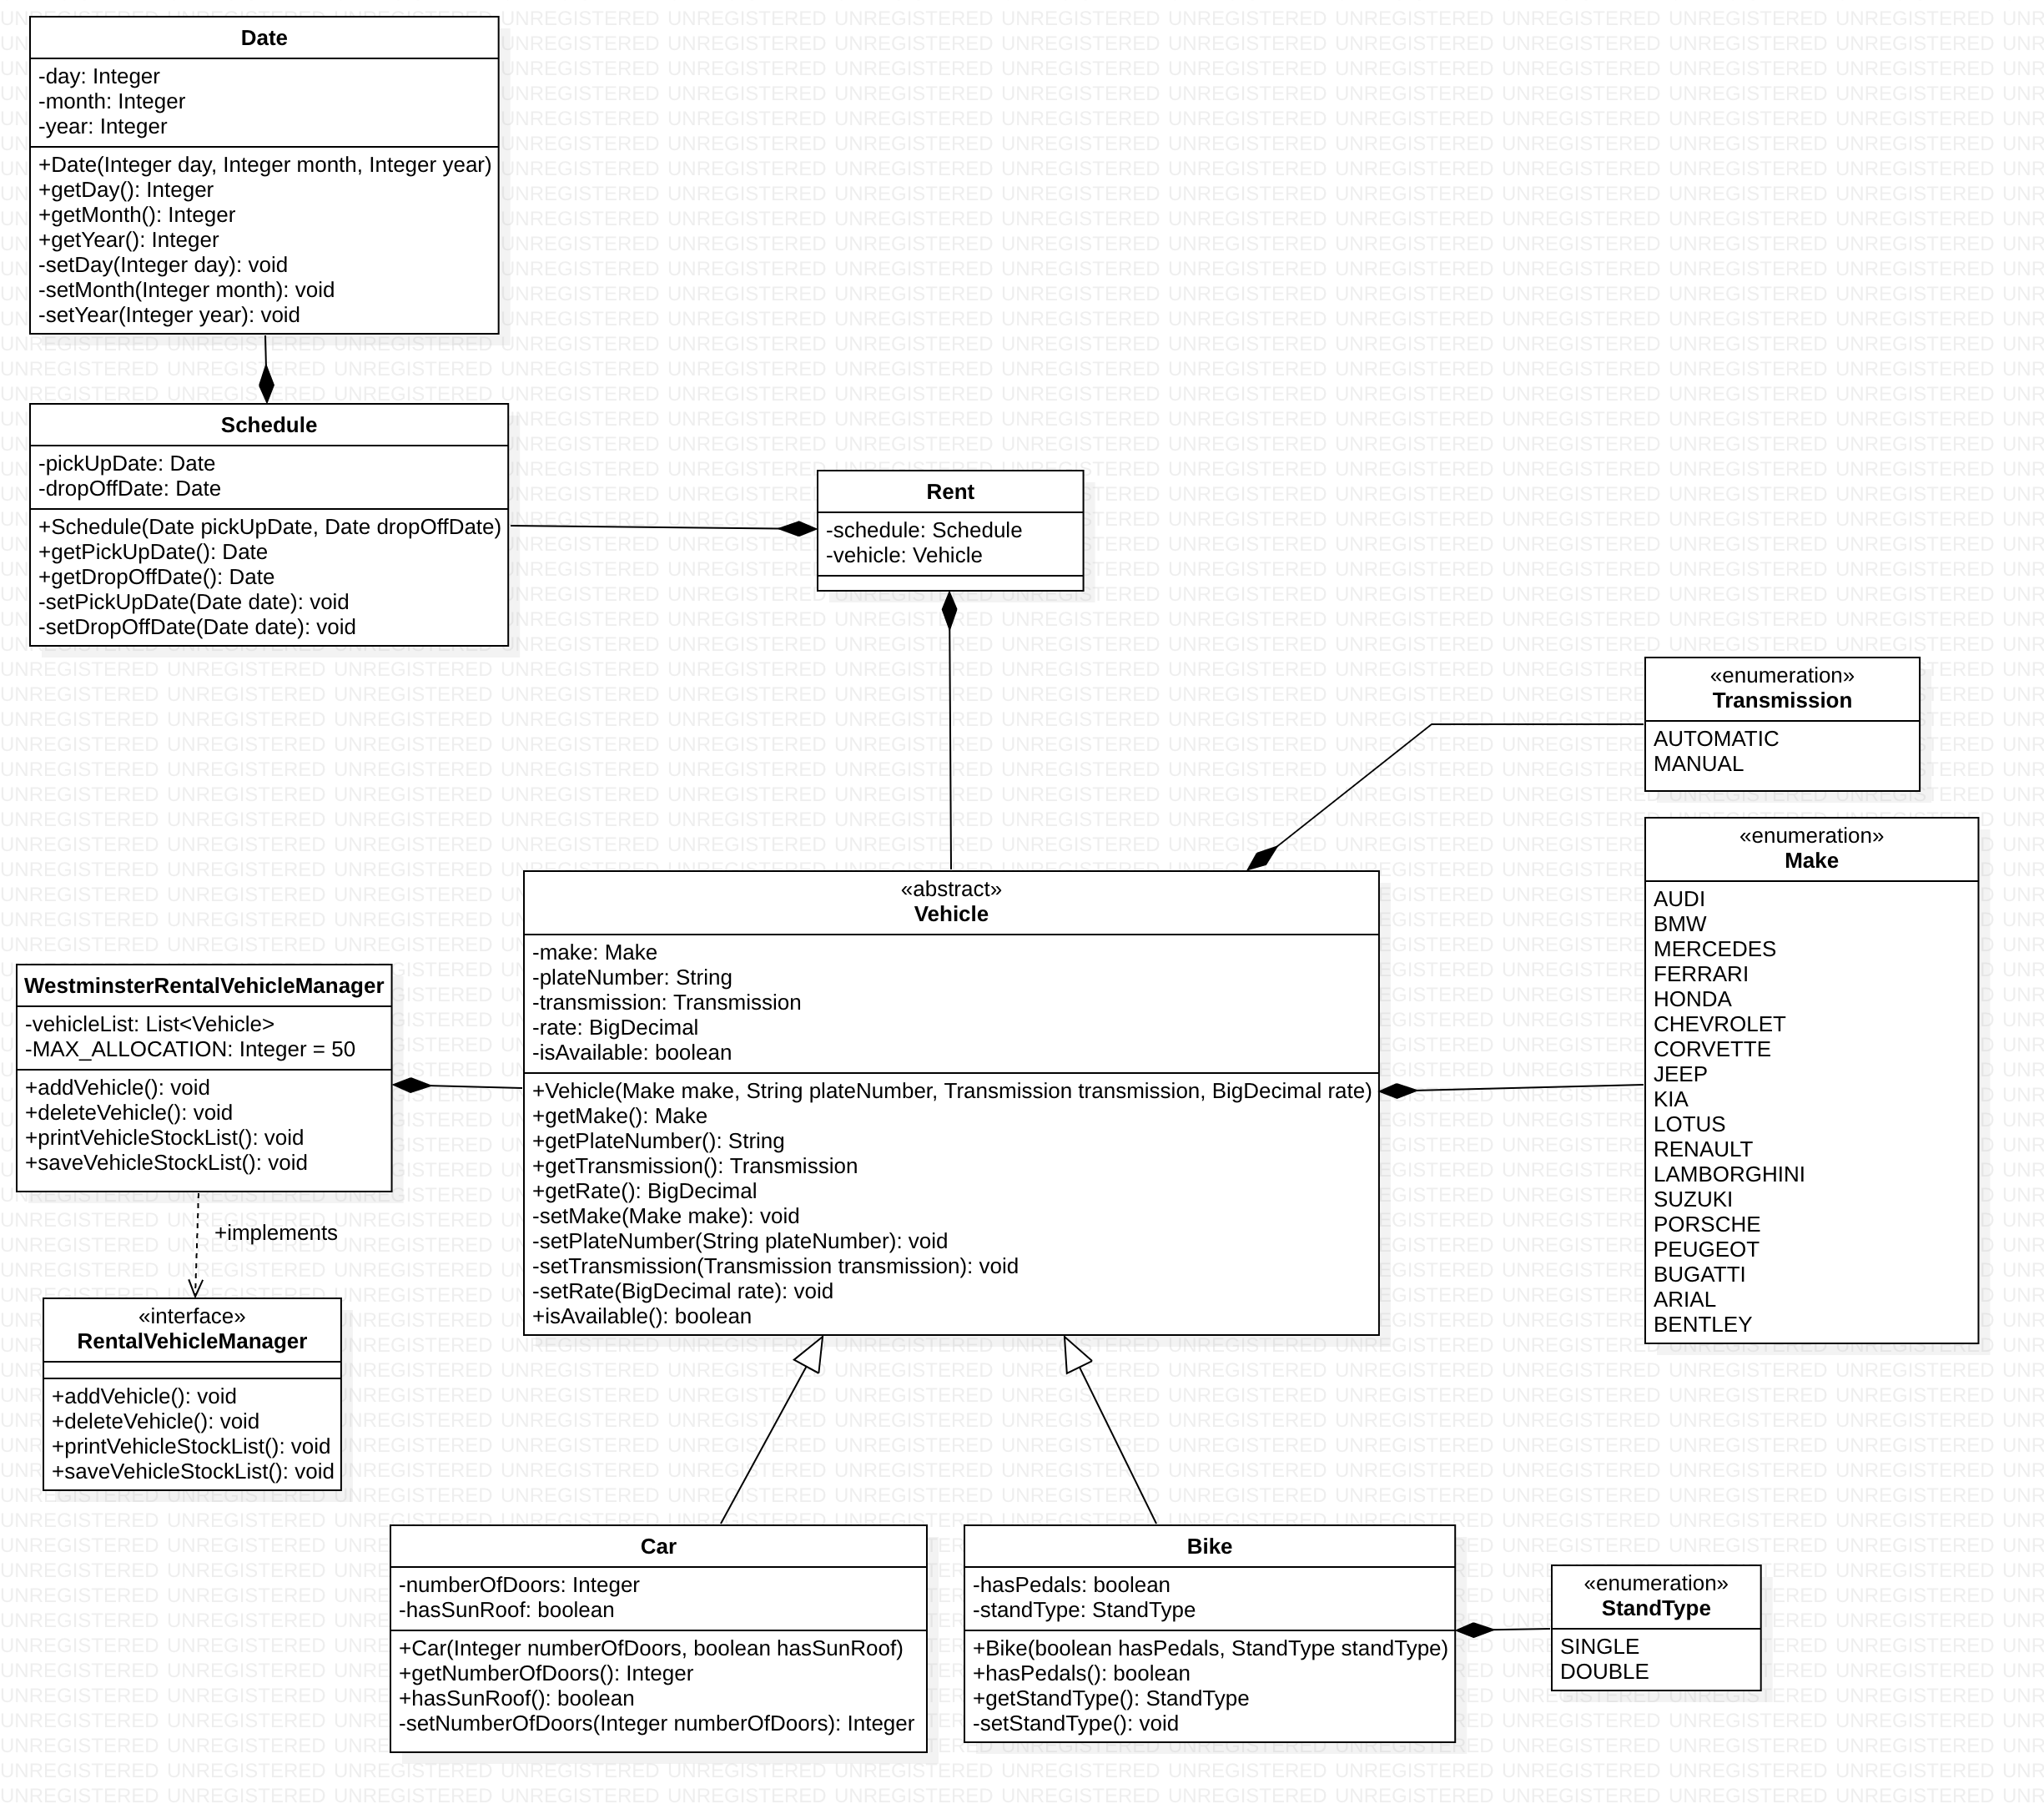 Date
-day: Integer
-month: Integer
-year: Integer
+Date(Integer day, Integer month, Integer year)
+getDay(): Integer
+getMonth(): Integer
+getYear(): Integer
-setDay(Integer day): void
-setMonth(Integer month): void
-setYear(Integer year): void
Schedule
-pickUpDate: Date
-dropOffDate: Date
+Schedule(Date pickUpDate, Date dropOffDate)
+getPickUpDate(): Date
+getDropOffDate(): Date
-setPickUpDate(Date date): void
-setDropOffDate(Date date): void
Rent
-schedule: Schedule
-vehicle: Vehicle
«enumeration»
Transmission
AUTOMATIC
MANUAL
«enumeration»
Make
AUDI
BMW
MERCEDES
FERRARI
HONDA
CHEVROLET
CORVETTE
JEEP
KIA
LOTUS
RENAULT
LAMBORGHINI
SUZUKI
PORSCHE
PEUGEOT
BUGATTI
ARIAL
BENTLEY
«abstract»
Vehicle
-make: Make
-plateNumber: String
-transmission: Transmission
-rate: BigDecimal
-isAvailable: boolean
+Vehicle(Make make, String plateNumber, Transmission transmission, BigDecimal rate)
+getMake(): Make
+getPlateNumber(): String
+getTransmission(): Transmission
+getRate(): BigDecimal
-setMake(Make make): void
-setPlateNumber(String plateNumber): void
-setTransmission(Transmission transmission): void
-setRate(BigDecimal rate): void
+isAvailable(): boolean
WestminsterRentalVehicleManager
-vehicleList: List<Vehicle>
-MAX_ALLOCATION: Integer = 50
+addVehicle(): void
+deleteVehicle(): void
+printVehicleStockList(): void
+saveVehicleStockList(): void
+implements
«interface»
RentalVehicleManager
+addVehicle(): void
+deleteVehicle(): void
+printVehicleStockList(): void
+saveVehicleStockList(): void
Car
-numberOfDoors: Integer
-hasSunRoof: boolean
+Car(Integer numberOfDoors, boolean hasSunRoof)
+getNumberOfDoors(): Integer
+hasSunRoof(): boolean
-setNumberOfDoors(Integer numberOfDoors): Integer
Bike
-hasPedals: boolean
-standType: StandType
+Bike(boolean hasPedals, StandType standType)
+hasPedals(): boolean
+getStandType(): StandType
-setStandType(): void
«enumeration»
StandType
SINGLE
DOUBLE
UNREGISTERED